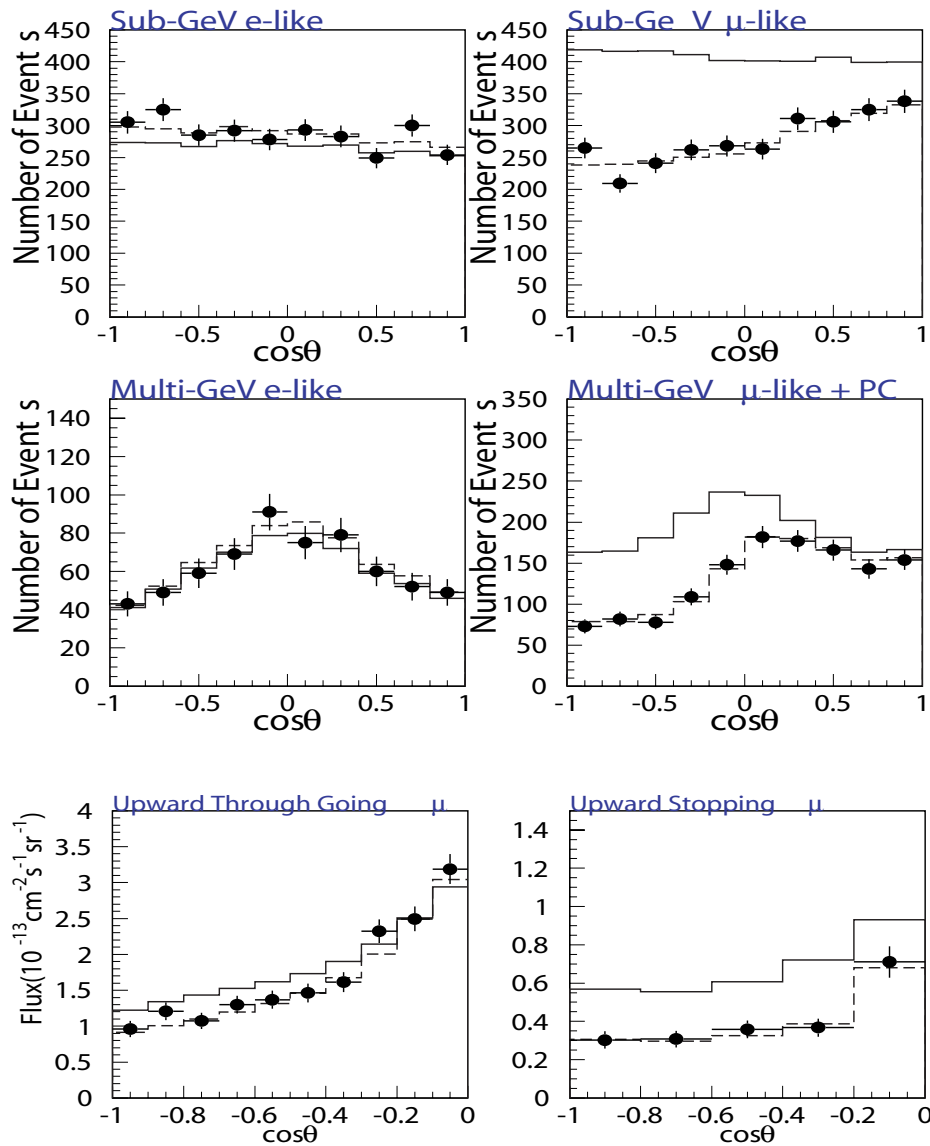 Sub-GeV e-like
Number of Event s
450
400
350
300
250
200
150
100
50
0
-1 -0.5 0 0.5 1
cosθ
Sub-Ge V μ-like
Number of Event s
450
400
350
300
250
200
150
100
50
0
-1 -0.5 0 0.5 1
cosθ
Multi-GeV e-like
Number of Event s
140
120
100
80
60
40
20
0
-1 -0.5 0 0.5 1
cosθ
Multi-GeV μ-like + PC
Number of Event s
350
300
250
200
150
100
50
0
-1 -0.5 0 0.5 1
cosθ
Upward Through Going μ
Flux(10⁻¹³cm⁻²s⁻¹sr⁻¹)
4
3.5
3
2.5
2
1.5
1
0.5
0
-1 -0.8 -0.6 -0.4 -0.2 0
cosθ
Upward Stopping μ
1.4
1.2
1
0.8
0.6
0.4
0.2
0
-1 -0.8 -0.6 -0.4 -0.2 0
cosθ